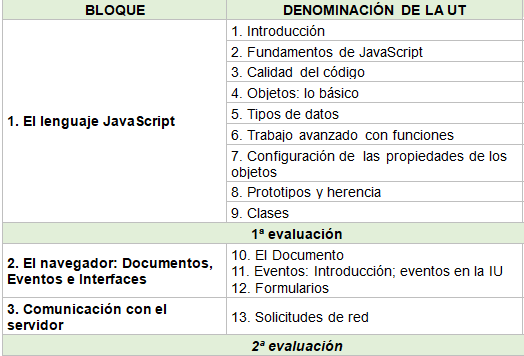 BLOQUE
DENOMINACIÓN DE LA UT
1. El lenguaje JavaScript
1. Introducción
2. Fundamentos de JavaScript
3. Calidad del código
4. Objetos: lo básico
5. Tipos de datos
6. Trabajo avanzado con funciones
7. Configuración de las propiedades de los
objetos
8. Prototipos y herencia
9. Clases
1ª evaluación
2. El navegador: Documentos,
Eventos e Interfaces
10. El Documento
11. Eventos: Introducción; eventos en la IU
12. Formularios
3. Comunicación con el
servidor
13. Solicitudes de red
2ª evaluación